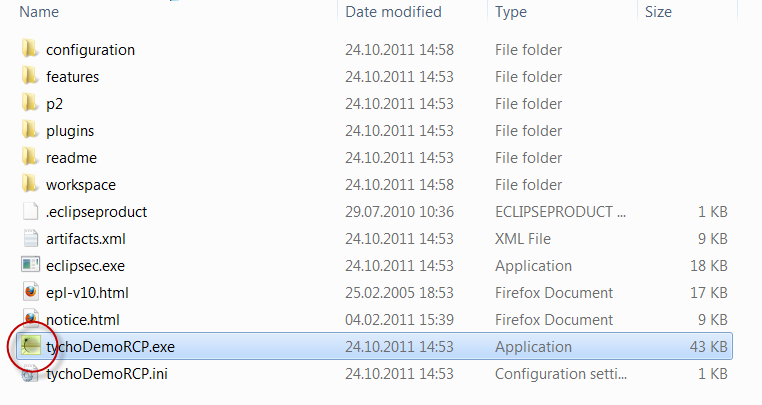 Name Date modified Type Size
configuration 24.10.2011 14:58 File folder
features 24.10.2011 14:53 File folder
p2 24.10.2011 14:53 File folder
plugins 24.10.2011 14:53 File folder
readme 24.10.2011 14:53 File folder
workspace 24.10.2011 14:58 File folder
.eclipseproduct 29.07.2010 10:36 ECLIPSEPRODUCT ... 1 KB
artifacts.xml 24.10.2011 14:53 XML File 9 KB
eclipsec.exe 24.10.2011 14:53 Application 18 KB
epl-v10.html 25.02.2005 18:53 Firefox Document 17 KB
notice.html 04.02.2011 15:39 Firefox Document 9 KB
tychoDemoRCP.exe 24.10.2011 14:53 Application 43 KB
tychoDemoRCP.ini 24.10.2011 14:53 Configuration setti... 1 KB